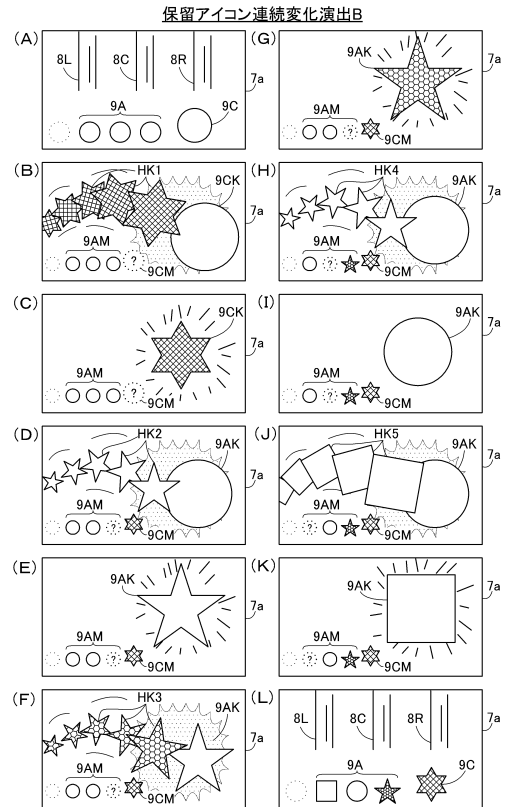 保留アイコン連続変化演出B
(A)
8L
8C
8R
7a
9A
9C
(B)
HK1
9CK
7a
9AM
?
9CM
(C)
9CK
7a
9AM
?
9CM
(D)
HK2
9AK
7a
9AM
?
9CM
(E)
9AK
7a
9AM
?
9CM
(F)
HK3
9AK
7a
9AM
?
9CM
(G)
9AK
7a
9AM
?
9CM
(H)
HK4
9AK
7a
9AM
?
9CM
(I)
9AK
7a
9AM
?
9CM
(J)
HK5
9AK
7a
9AM
?
9CM
(K)
9AK
7a
9AM
?
9CM
(L)
8L
8C
8R
7a
9A
9C